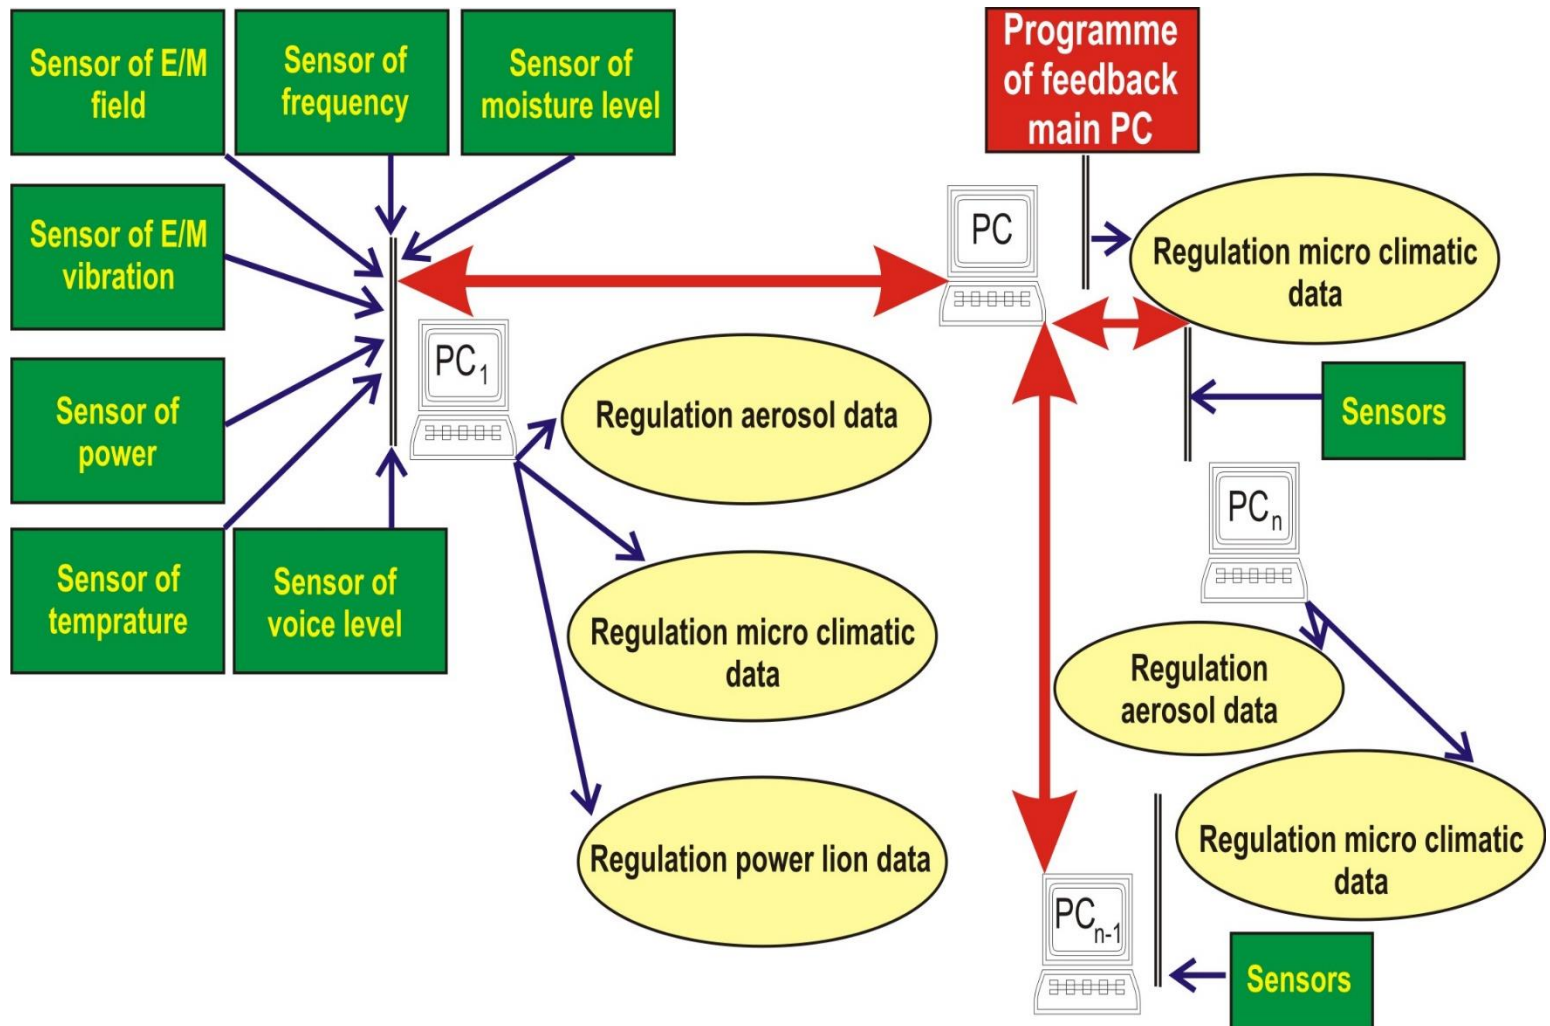 Sensor of E/M
field
Sensor of
frequency
Sensor of
moisture level
Programme
of feedback
main PC
Sensor of E/M
vibration
PC
Regulation micro climatic
data
Sensor of
power
PC1
Regulation aerosol data
Sensors
PCn
Sensor of
temprature
Sensor of
voice level
Regulation micro climatic
data
Regulation
aerosol data
Regulation power lion data
Regulation micro climatic
data
PCn-1
Sensors